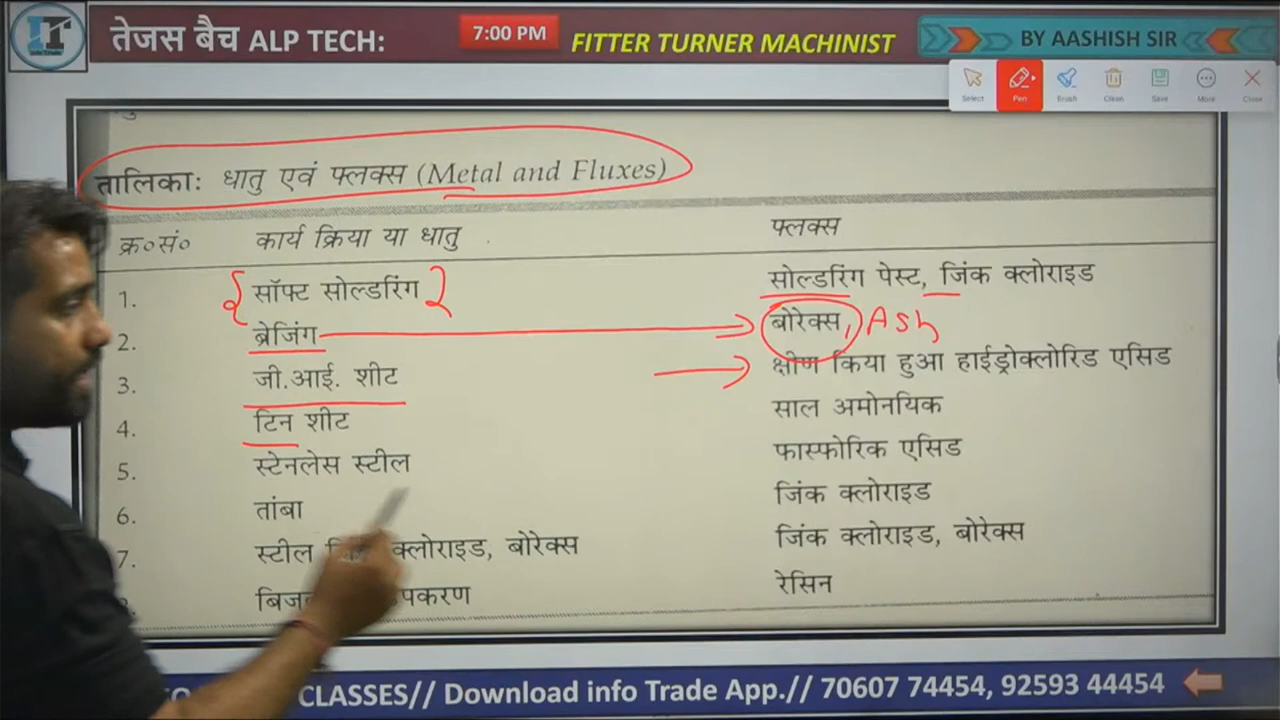 तेजस बैच ALP TECH:
7:00 PM
FITTER TURNER MACHINIST
BY AASHISH SIR
Select Pen Brush Clean Save More Close
तालिकाः धातु एवं फ्लक्स (Metal and Fluxes)
क्र०सं० कार्य क्रिया या धातु फ्लक्स
1. सॉफ्ट सोल्डरिंग सोल्डरिंग पेस्ट, जिंक क्लोराइड
2. ब्रेजिंग बोरेक्स, Ash
3. जी.आई. शीट क्षीण किया हुआ हाईड्रोक्लोरिड एसिड
4. टिन शीट साल अमोनयिक
5. स्टेनलेस स्टील फास्फोरिक एसिड
6. तांबा जिंक क्लोराइड
7. स्टील क्लोराइड, बोरेक्स जिंक क्लोराइड, बोरेक्स
रेसिन
CLASSES// Download info Trade App.// 70607 74454, 92593 44454